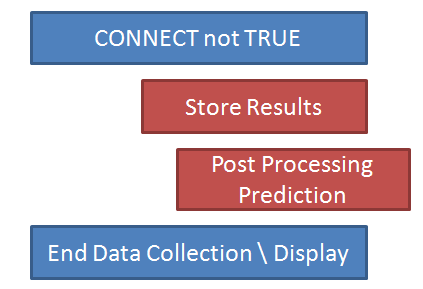 CONNECT not TRUE
Store Results
Post Processing
Prediction
End Data Collection \ Display